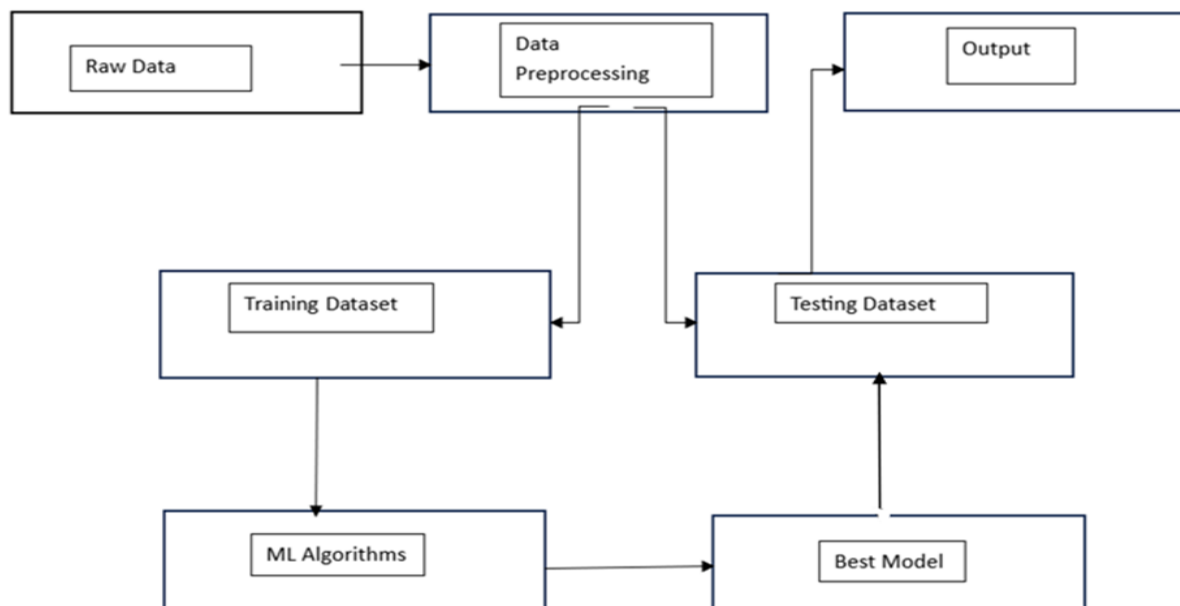 Raw Data
Data
Preprocessing
Output
Training Dataset
Testing Dataset
ML Algorithms
Best Model